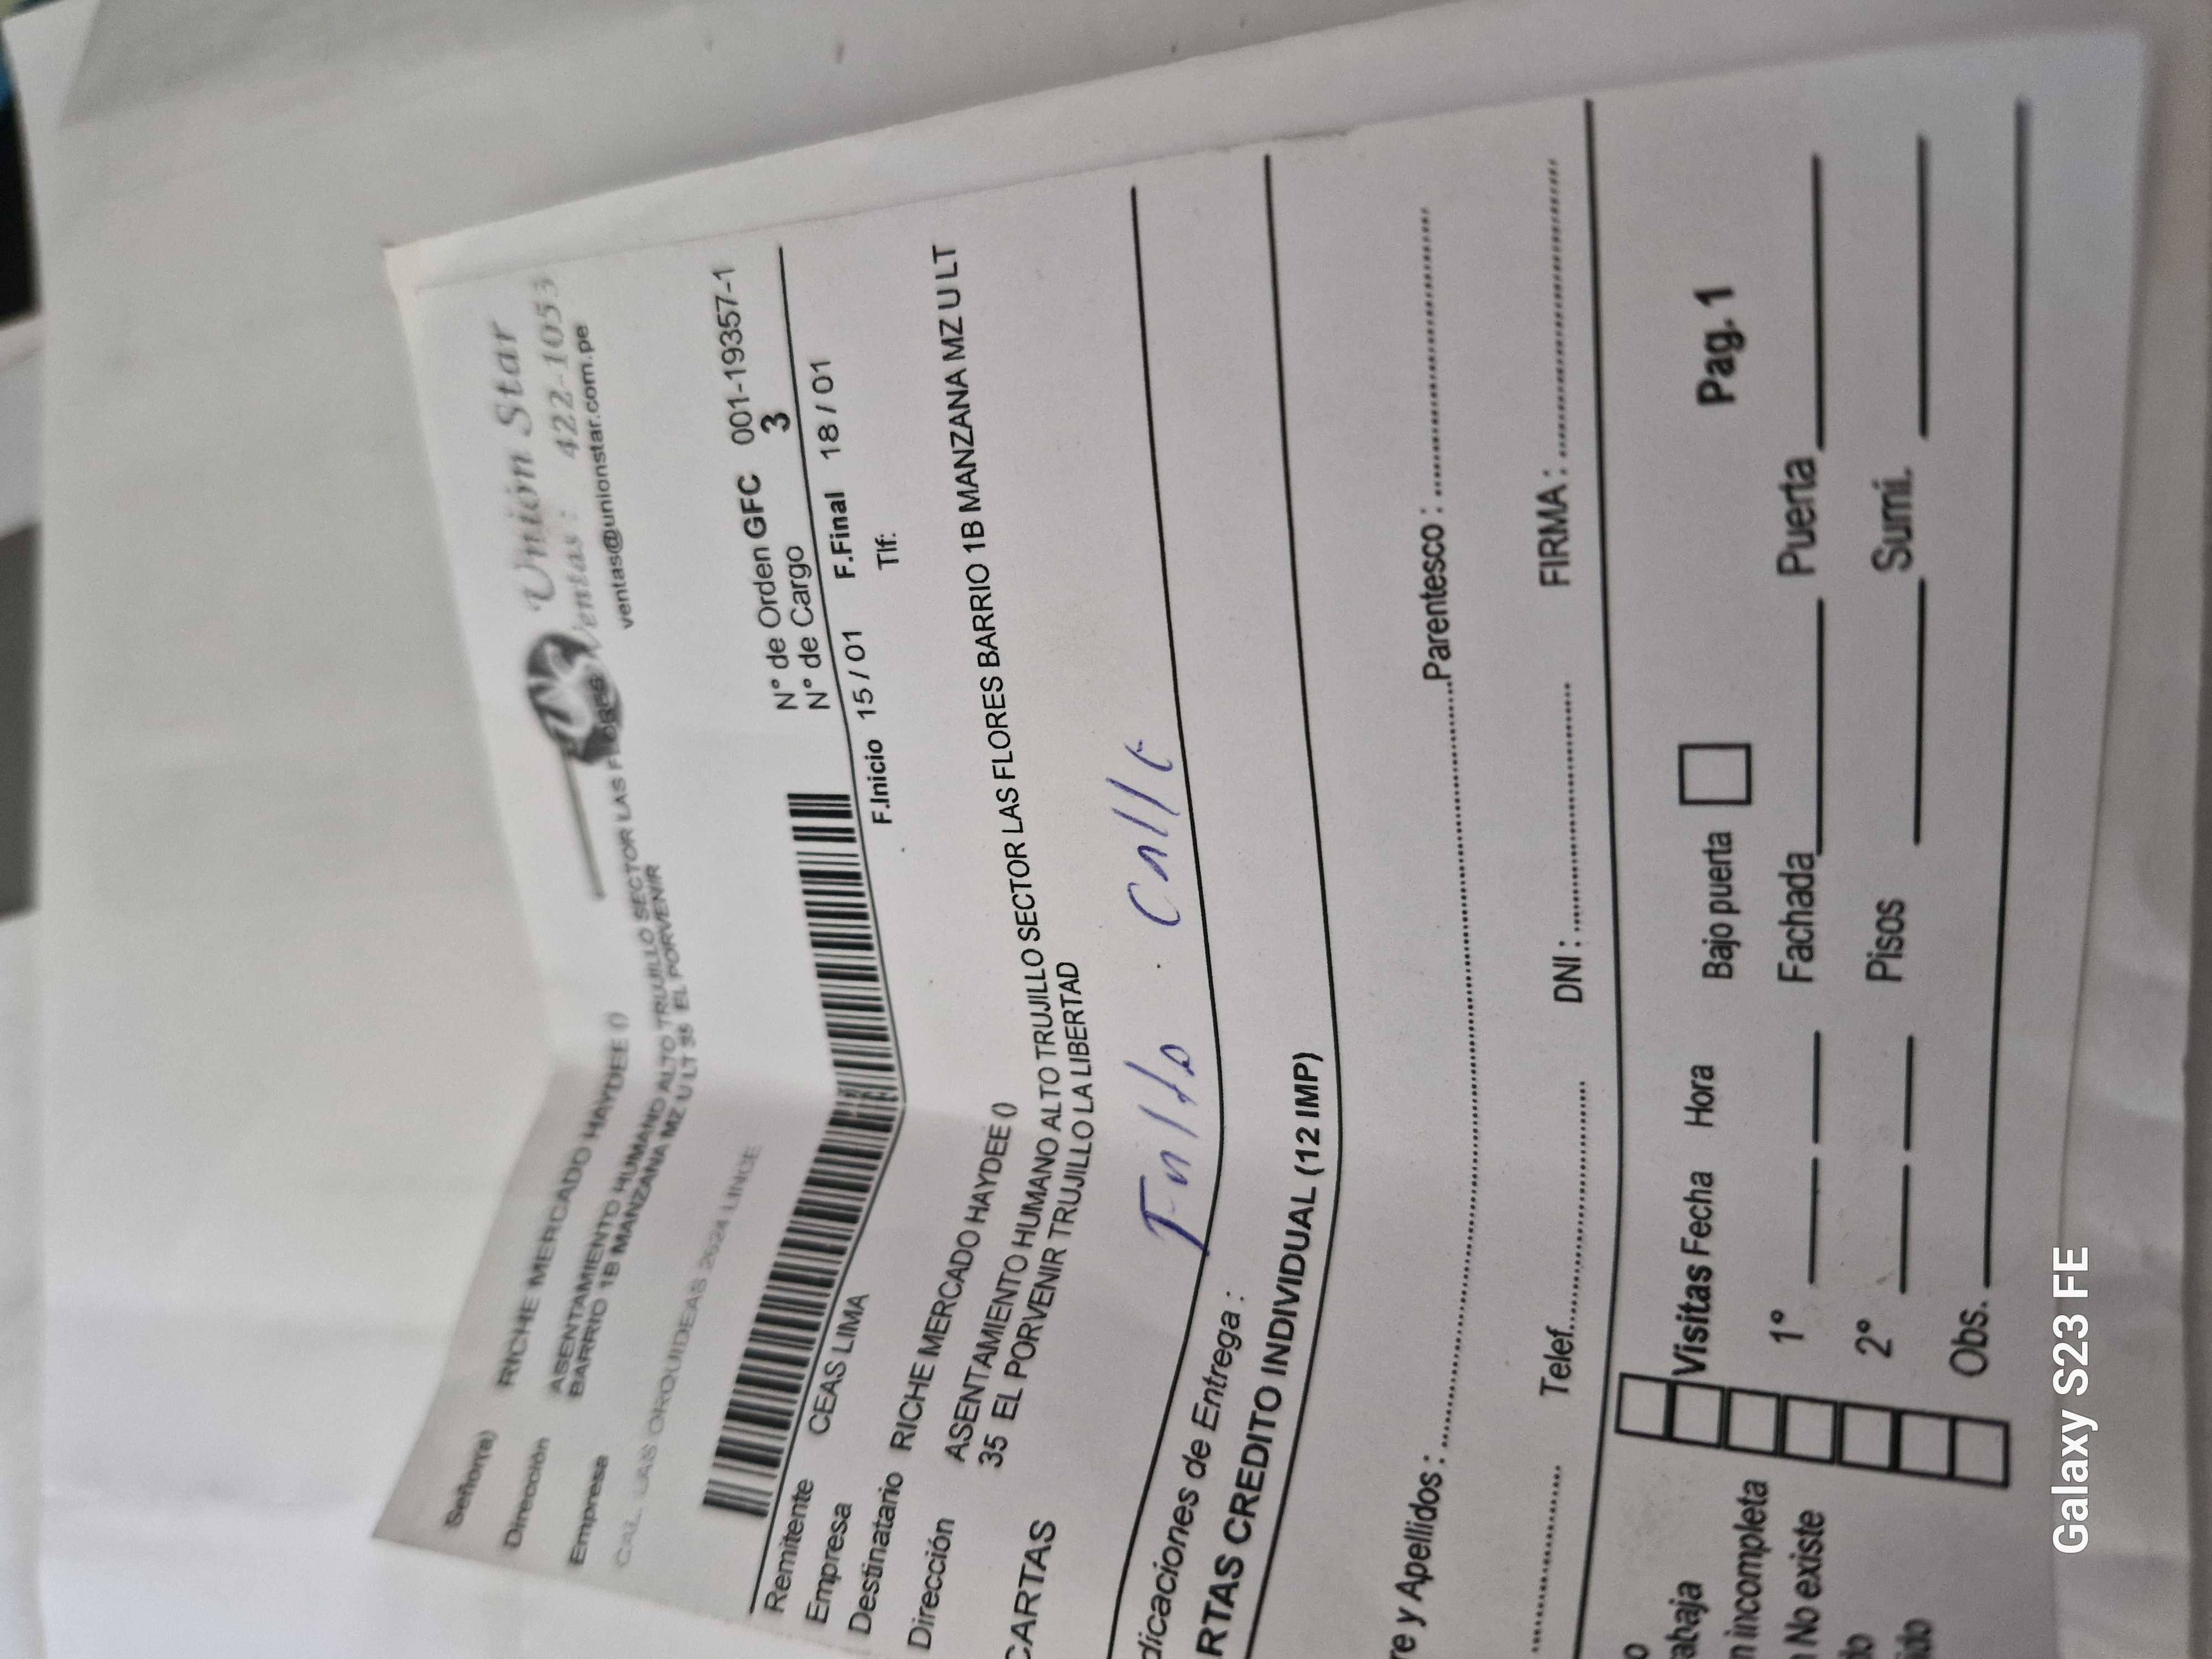 Unión Star
Ventas: 422-1053
ventas@unionstar.com.pe
Señor(a) RICHE MERCADO HAYDEE ()
Dirección ASENTAMIENTO HUMANO ALTO TRUJILLO SECTOR LAS FLORES
BARRIO 1B MANZANA MZ U LT 35 EL PORVENIR
Empresa
CAL. LAS ORQUIDEAS 2624 LINCE
N° de Orden GFC 001-19357-1
N° de Cargo 3
F.Inicio 15 / 01 F.Final 18 / 01
Remitente CEAS LIMA
Tlf:
Empresa
Destinatario RICHE MERCADO HAYDEE ()
Dirección ASENTAMIENTO HUMANO ALTO TRUJILLO SECTOR LAS FLORES BARRIO 1B MANZANA MZ U LT
35 EL PORVENIR TRUJILLO LA LIBERTAD
CARTAS
Falta calle
dicaciones de Entrega :
RTAS CREDITO INDIVIDUAL (12 IMP)
re y Apellidos : Parentesco :
Telef. DNI : FIRMA :
Visitas Fecha Hora Bajo puerta Pag. 1
abaja
1° Fachada Puerta
n incompleta
2° Pisos Sumi.
No existe
Obs.
do
ido
Galaxy S23 FE